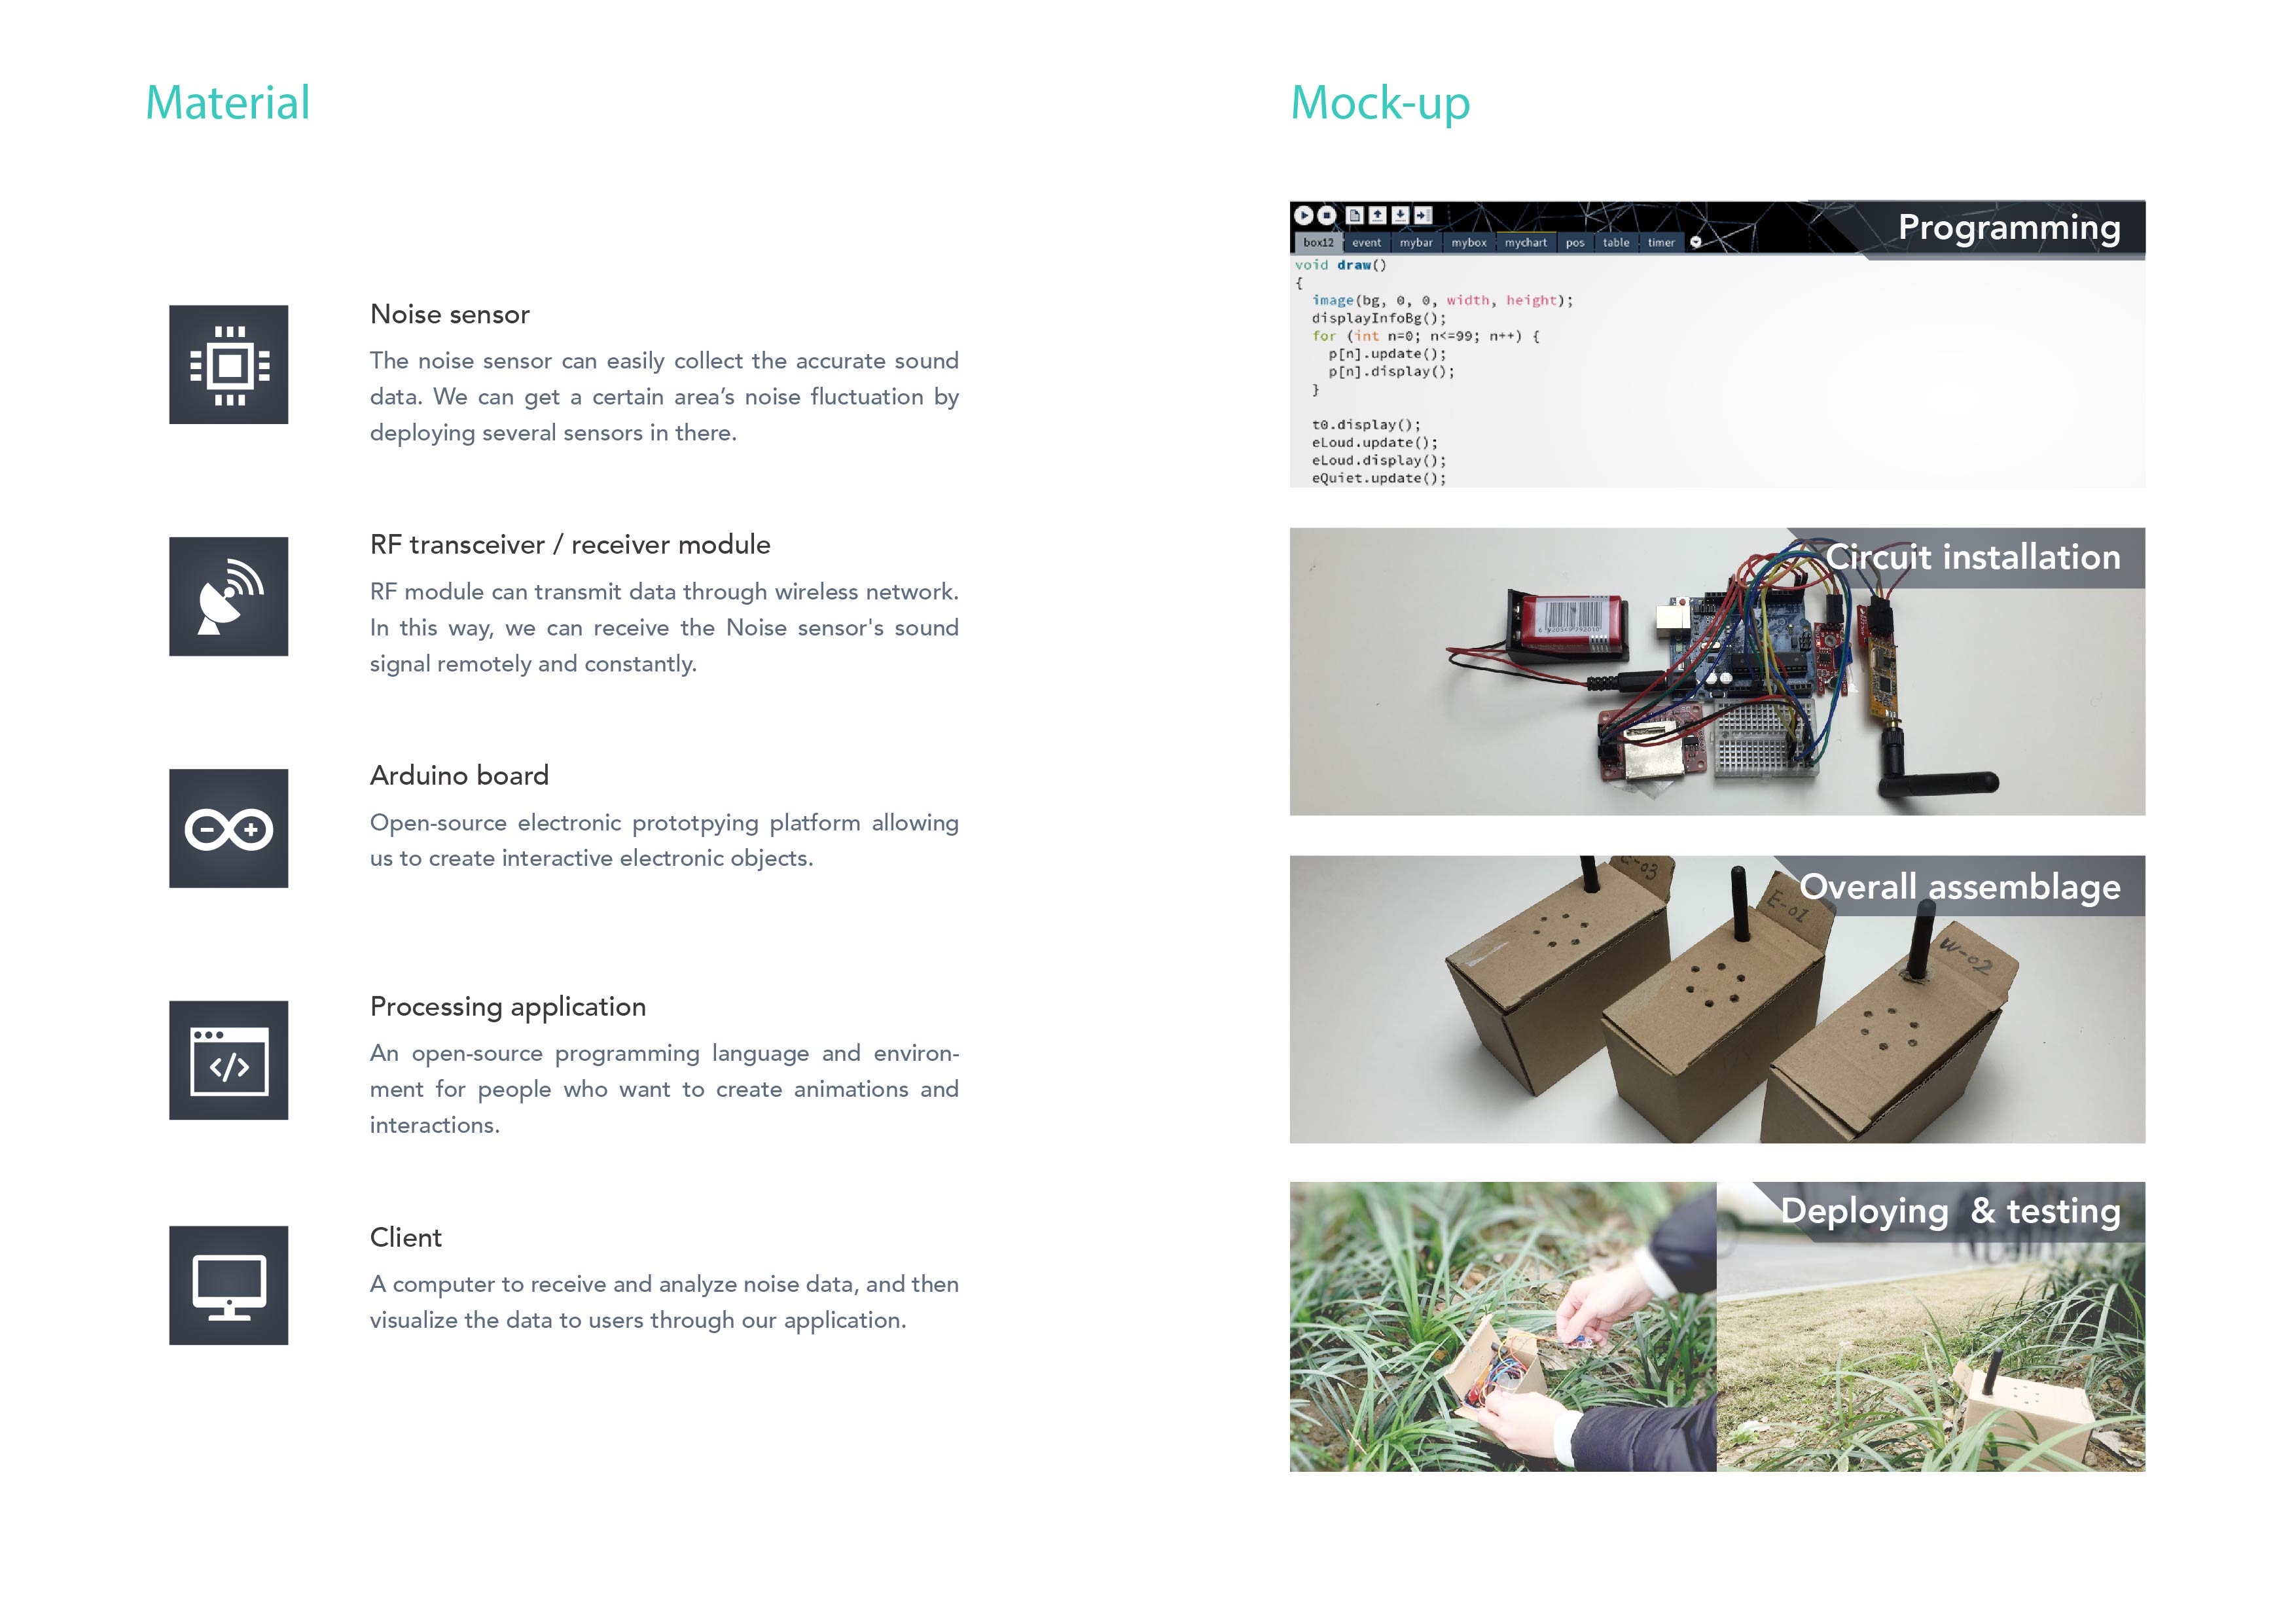 Material
Noise sensor
The noise sensor can easily collect the accurate sound
data. We can get a certain area’s noise fluctuation by
deploying several sensors in there.
RF transceiver / receiver module
RF module can transmit data through wireless network.
In this way, we can receive the Noise sensor's sound
signal remotely and constantly.
Arduino board
Open-source electronic prototpying platform allowing
us to create interactive electronic objects.
Processing application
An open-source programming language and environ-
ment for people who want to create animations and
interactions.
Client
A computer to receive and analyze noise data, and then
visualize the data to users through our application.
Mock-up
Programming
box12 event mybar mybox mychart pos table timer
void draw()
{
image(bg, 0, 0, width, height);
displayInfoBg();
for (int n=0; n<=99; n++) {
p[n].update();
p[n].display();
}
t0.display();
eLoud.update();
eLoud.display();
eQuiet.update();
Circuit installation
Overall assemblage
E-01
W-02
Deploying & testing